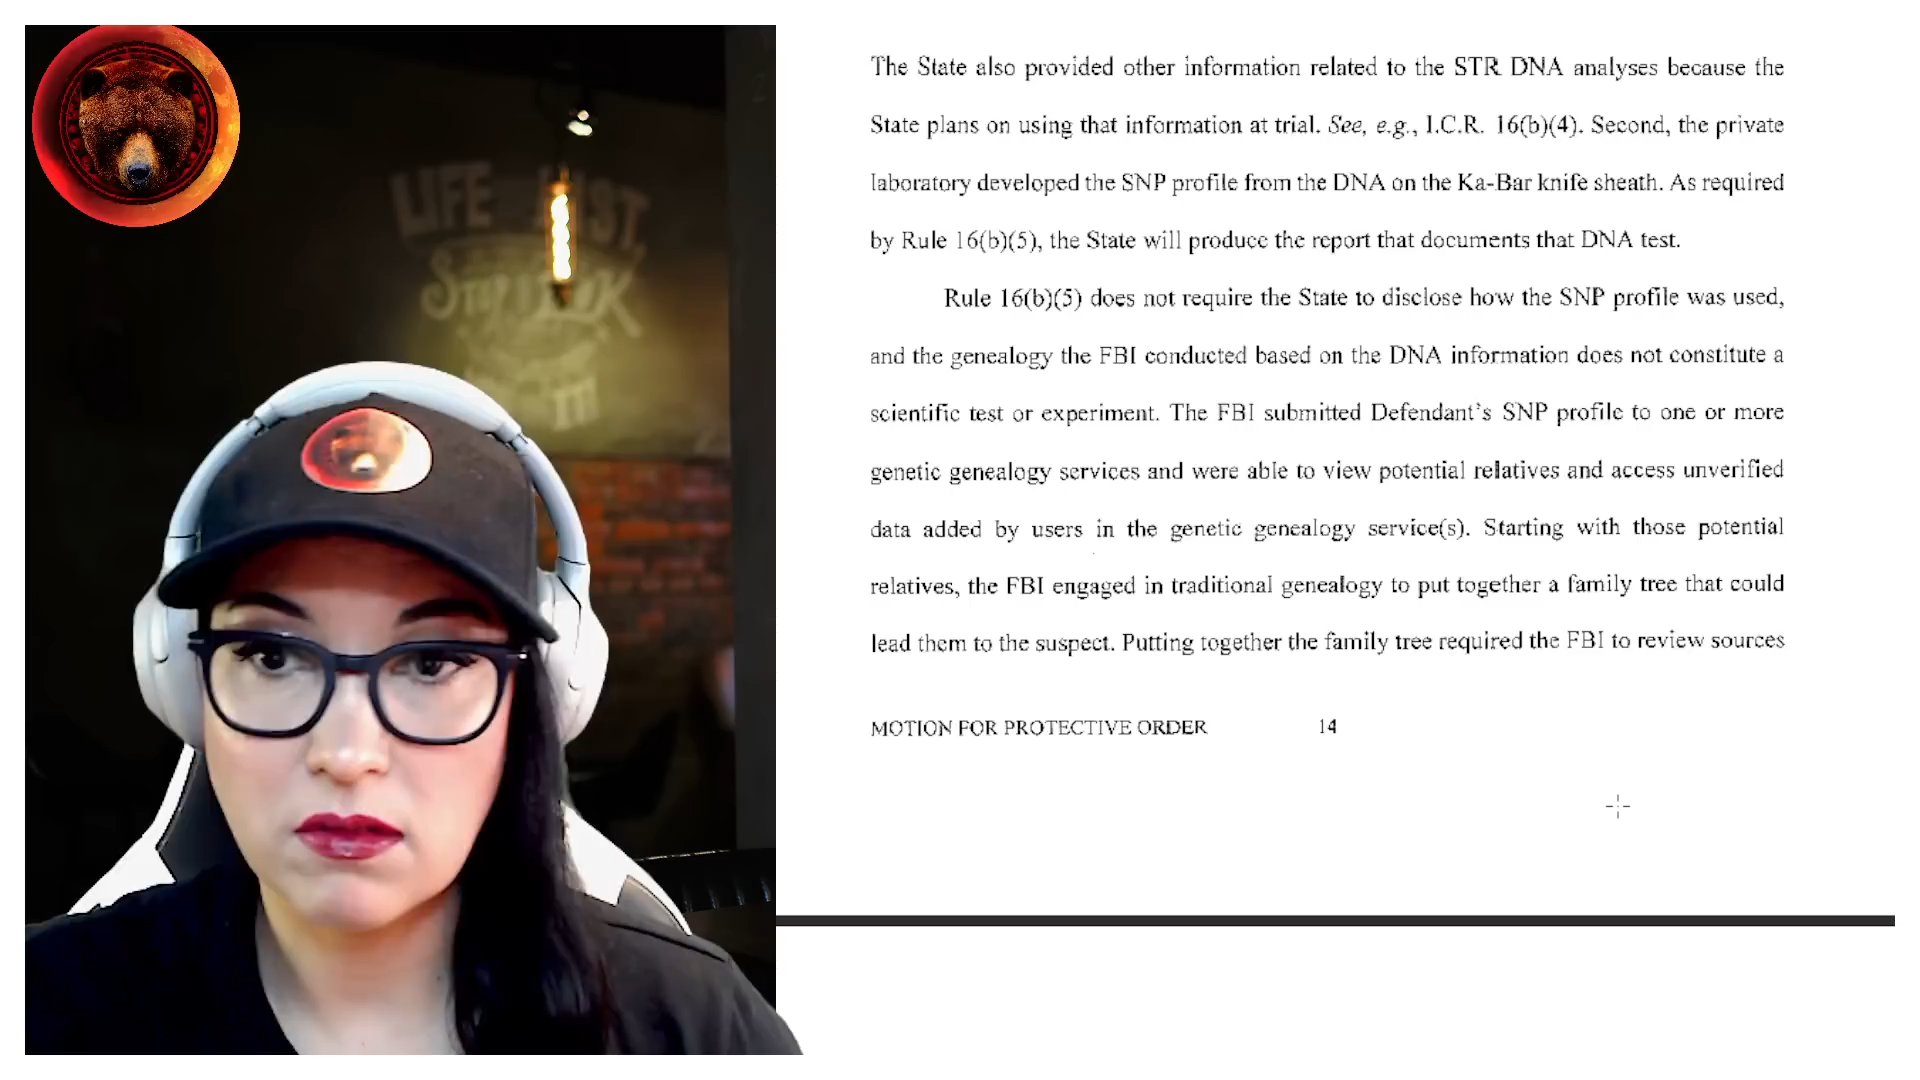 LIFE
The State also provided other information related to the STR DNA analyses because the
State plans on using that information at trial. See, e.g., I.C.R. 16(b)(4). Second, the private
laboratory developed the SNP profile from the DNA on the Ka-Bar knife sheath. As required
by Rule 16(b)(5), the State will produce the report that documents that DNA test.
Rule 16(b)(5) does not require the State to disclose how the SNP profile was used,
and the genealogy the FBI conducted based on the DNA information does not constitute a
scientific test or experiment. The FBI submitted Defendant's SNP profile to one or more
genetic genealogy services and were able to view potential relatives and access unverified
data added by users in the genetic genealogy service(s). Starting with those potential
relatives, the FBI engaged in traditional genealogy to put together a family tree that could
lead them to the suspect. Putting together the family tree required the FBI to review sources
MOTION FOR PROTECTIVE ORDER 14